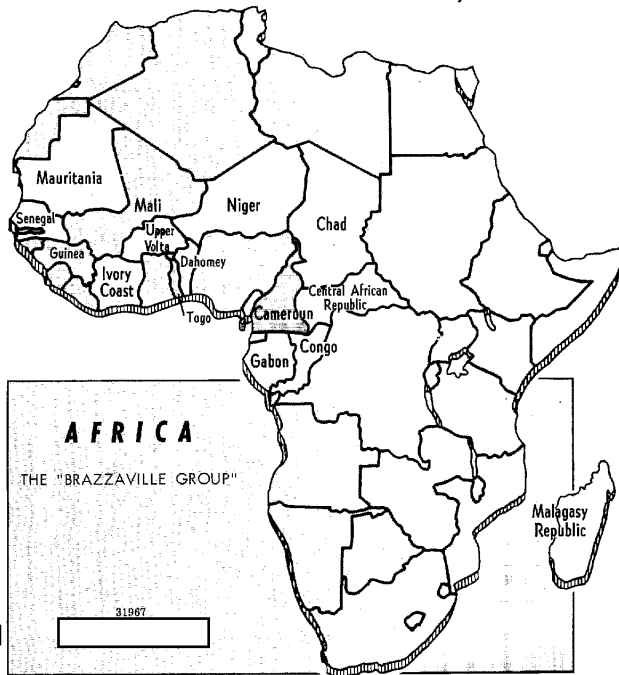 Mauritania
Mali
Niger
Chad
Senegal
Upper
Volta
Guinea
Dahomey
Ivory
Coast
Central African
Republic
Togo
Cameroun
Congo
Gabon
AFRICA
THE "BRAZZAVILLE GROUP"
Malagasy
Republic
31967